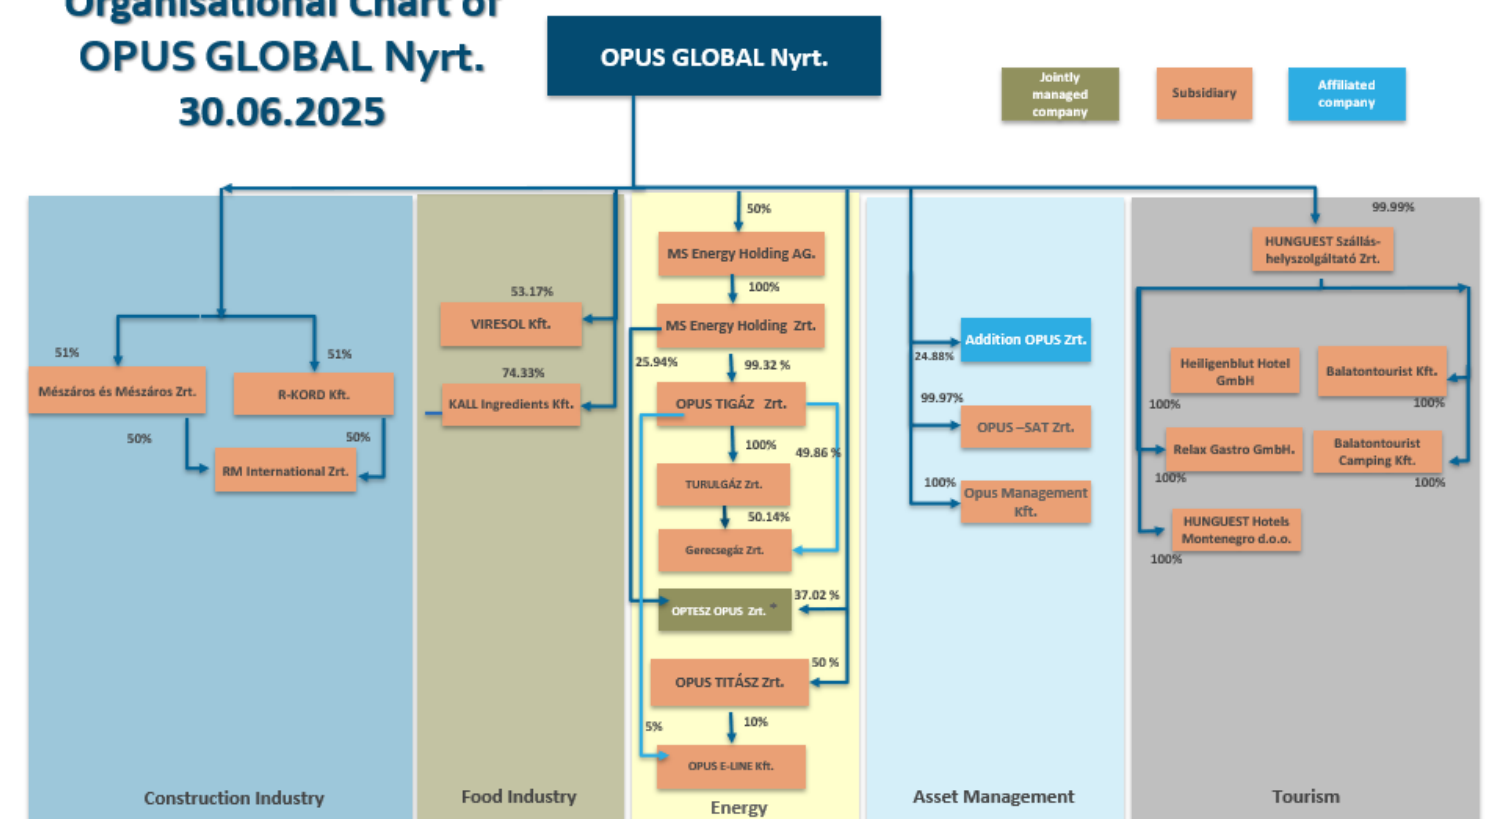 Organisational Chart of
OPUS GLOBAL Nyrt.
30.06.2025
OPUS GLOBAL Nyrt.
Jointly
managed
company
Subsidiary
Affiliated
company
51%
51%
Mészáros és Mészáros Zrt.
R-KORD Kft.
50%
50%
RM International Zrt.
Construction Industry
53.17%
VIRESOL Kft.
74.33%
KALL Ingredients Kft.
Food Industry
50%
MS Energy Holding AG.
100%
MS Energy Holding Zrt.
25.94%
99.32 %
OPUS TIGÁZ Zrt.
100%
49.86 %
TURULGÁZ Zrt.
50.14%
Gerecsegáz Zrt.
37.02 %
OPTESZ OPUS Zrt. *
50 %
OPUS TITÁSZ Zrt.
10%
5%
OPUS E-LINE Kft.
Energy
Addition OPUS Zrt.
24.88%
99.97%
OPUS –SAT Zrt.
100%
Opus Management
Kft.
Asset Management
99.99%
HUNGUEST Szállás-
helyszolgáltató Zrt.
Heiligenblut Hotel
GmbH
100%
Balatontourist Kft.
100%
Relax Gastro GmbH.
100%
Balatontourist
Camping Kft.
100%
HUNGUEST Hotels
Montenegro d.o.o.
100%
Tourism